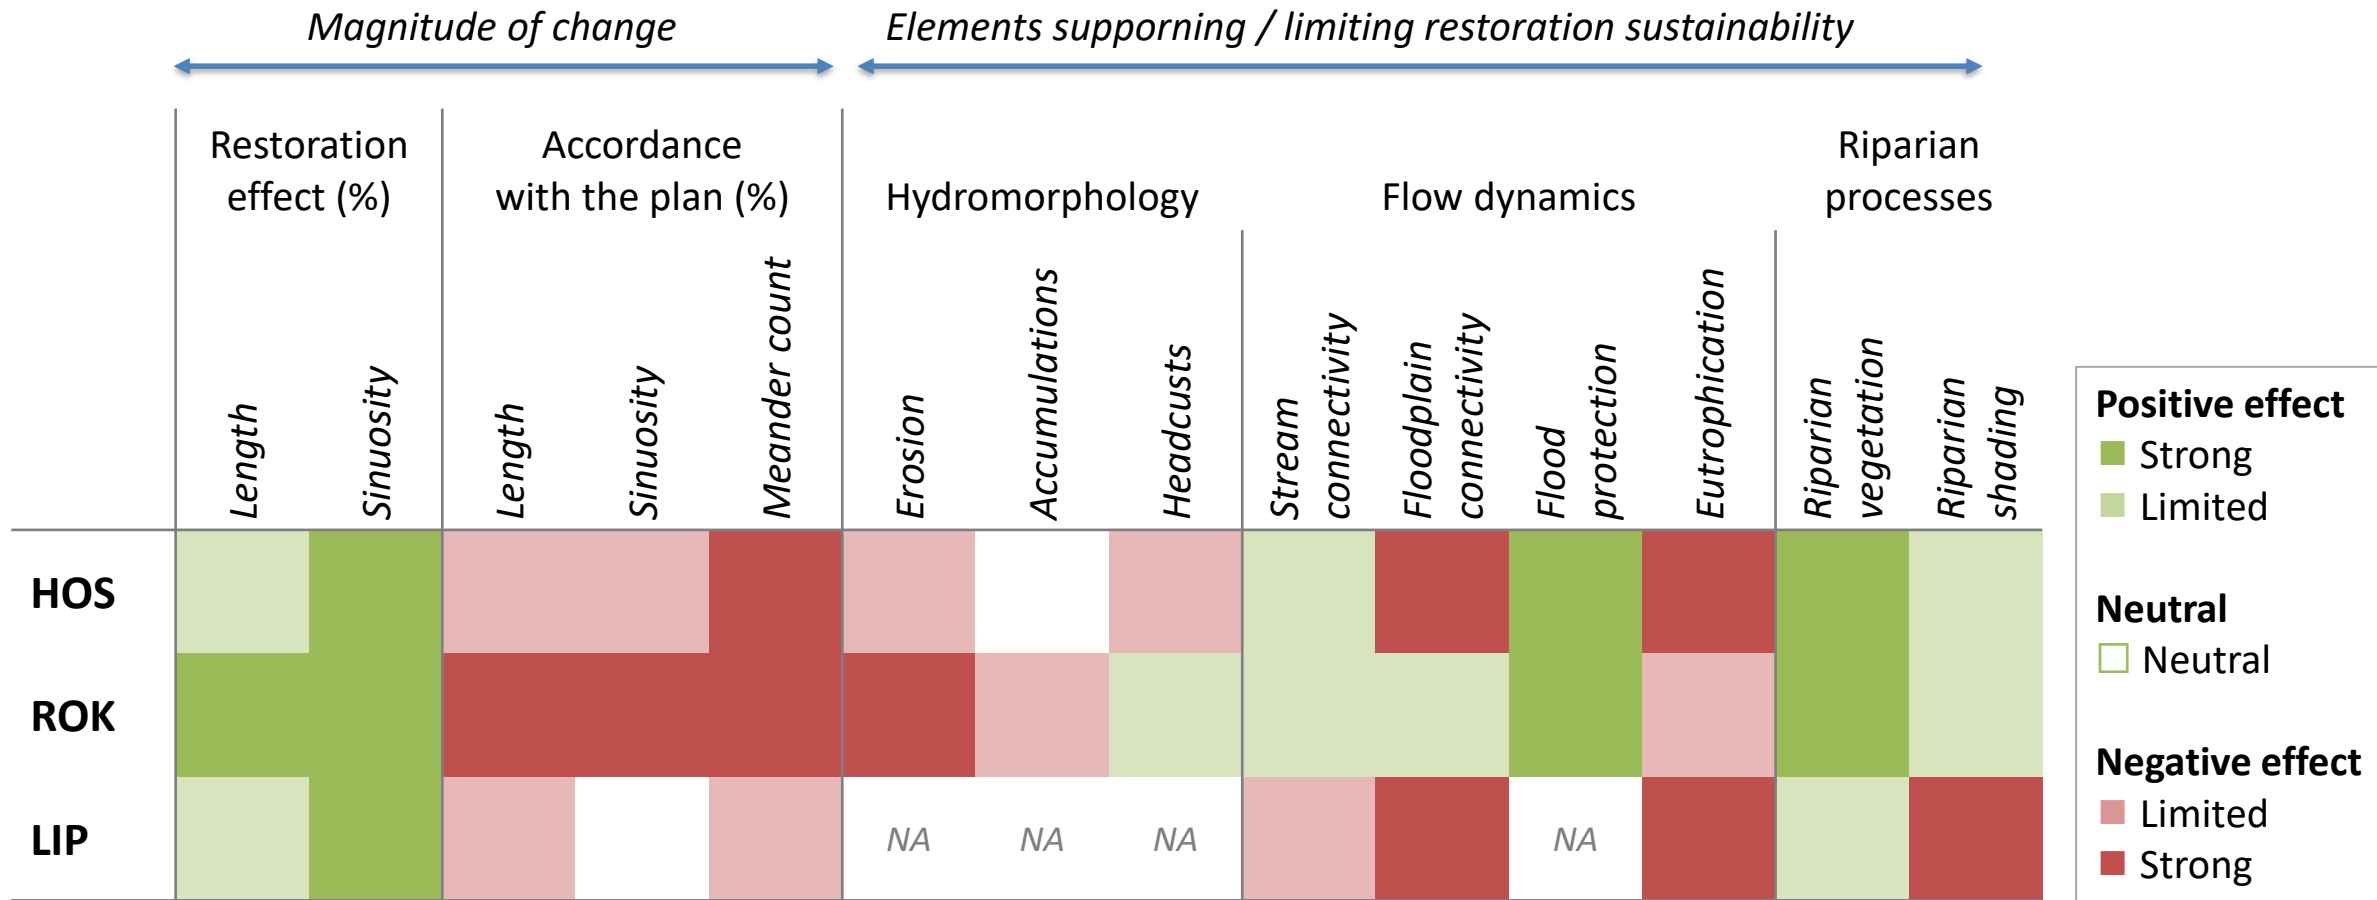 Magnitude of change
Elements supporning / limiting restoration sustainability
Restoration
effect (%)
Accordance
with the plan (%)
Hydromorphology
Flow dynamics
Riparian
processes
Length
Sinuosity
Length
Sinuosity
Meander count
Erosion
Accumulations
Headcusts
Stream
connectivity
Floodplain
connectivity
Flood
protection
Eutrophication
Riparian
vegetation
Riparian
shading
HOS
ROK
LIP
NA
NA
NA
NA
Positive effect
Strong
Limited
Neutral
Neutral
Negative effect
Limited
Strong